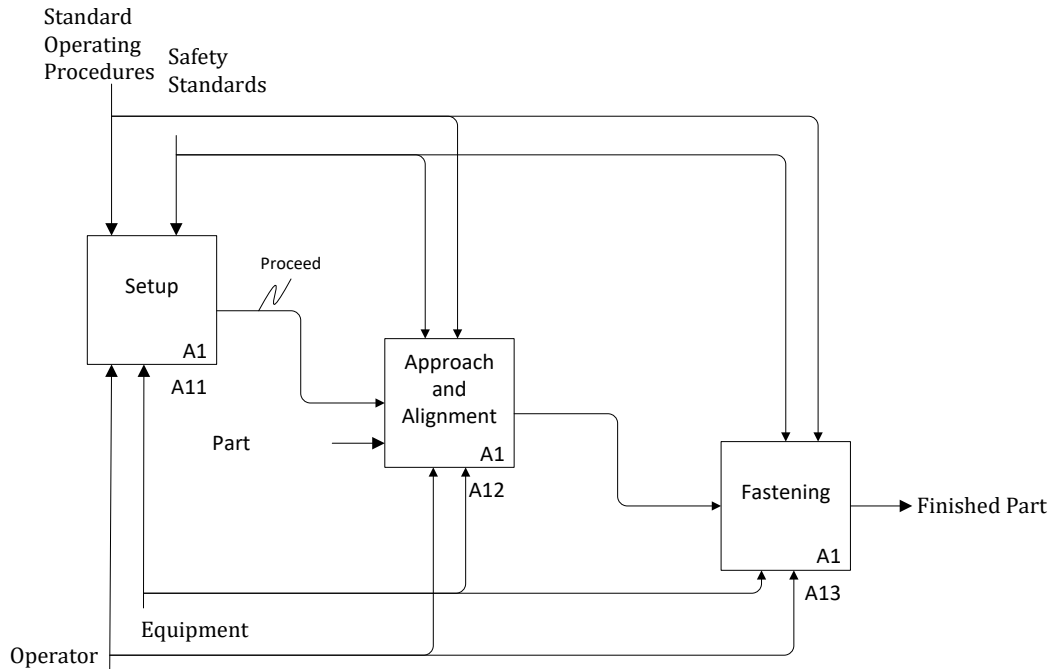 Standard
Operating
Procedures
Safety
Standards
Proceed
Setup
A1
A11
Approach
and
Alignment
A1
A12
Part
Fastening
A1
A13
Finished Part
Equipment
Operator